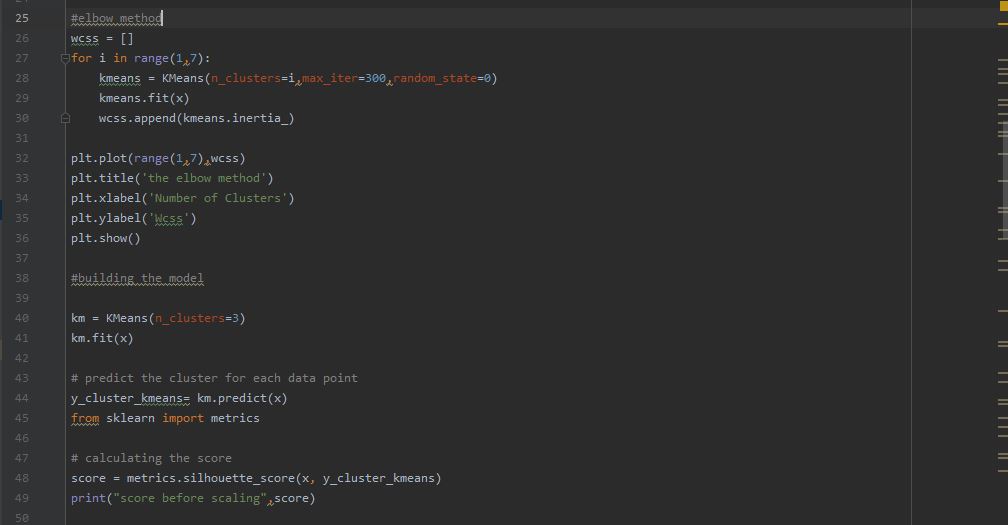 25 #elbow method
26 wcss = []
27 for i in range(1,7):
28     kmeans = KMeans(n_clusters=i,max_iter=300,random_state=0)
29     kmeans.fit(x)
30     wcss.append(kmeans.inertia_)
31
32 plt.plot(range(1,7),wcss)
33 plt.title('the elbow method')
34 plt.xlabel('Number of Clusters')
35 plt.ylabel('Wcss')
36 plt.show()
37
38 #building the model
39
40 km = KMeans(n_clusters=3)
41 km.fit(x)
42
43 # predict the cluster for each data point
44 y_cluster_kmeans= km.predict(x)
45 from sklearn import metrics
46
47 # calculating the score
48 score = metrics.silhouette_score(x, y_cluster_kmeans)
49 print("score before scaling",score)
50